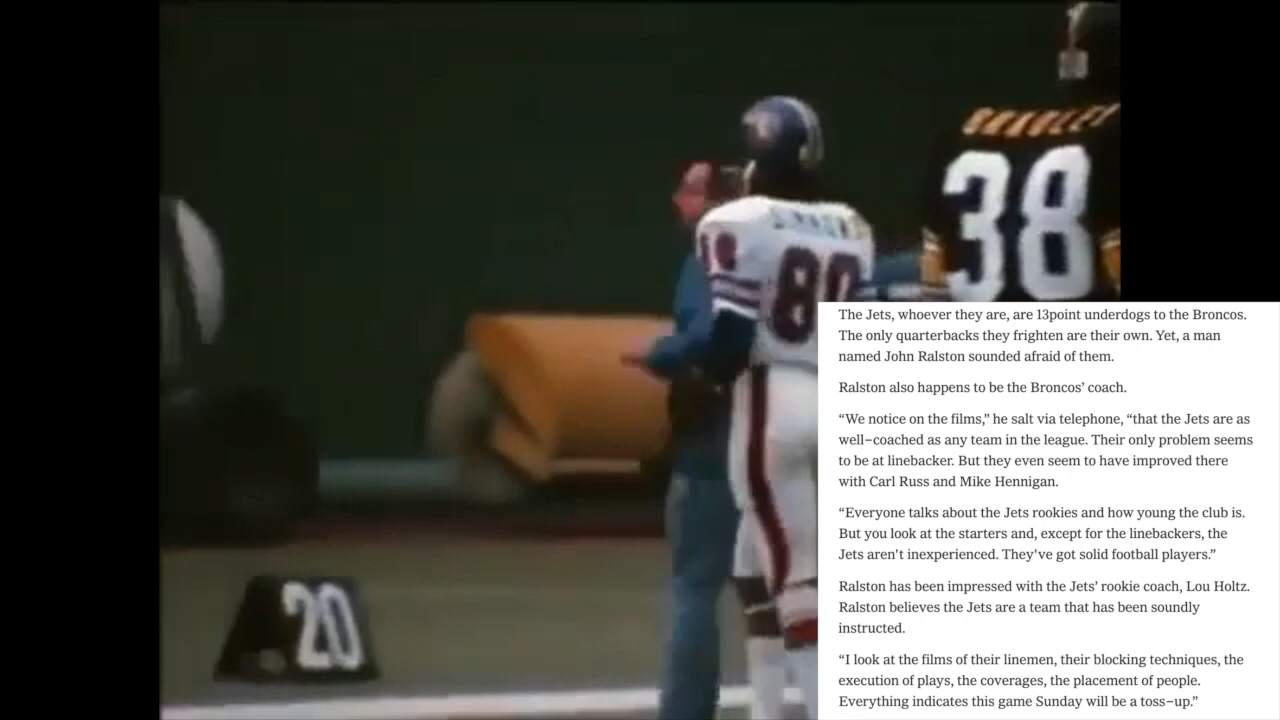 BRADLEY
38
80
20
The Jets, whoever they are, are 13point underdogs to the Broncos.
The only quarterbacks they frighten are their own. Yet, a man
named John Ralston sounded afraid of them.
Ralston also happens to be the Broncos’ coach.
“We notice on the films,” he salt via telephone, “that the Jets are as
well−coached as any team in the league. Their only problem seems
to be at linebacker. But they even seem to have improved there
with Carl Russ and Mike Hennigan.
“Everyone talks about the Jets rookies and how young the club is.
But you look at the starters and, except for the linebackers, the
Jets aren't inexperienced. They've got solid football players.”
Ralston has been impressed with the Jets’ rookie coach, Lou Holtz.
Ralston believes the Jets are a team that has been soundly
instructed.
“I look at the films of their linemen, their blocking techniques, the
execution of plays, the coverages, the placement of people.
Everything indicates this game Sunday will be a toss−up.”